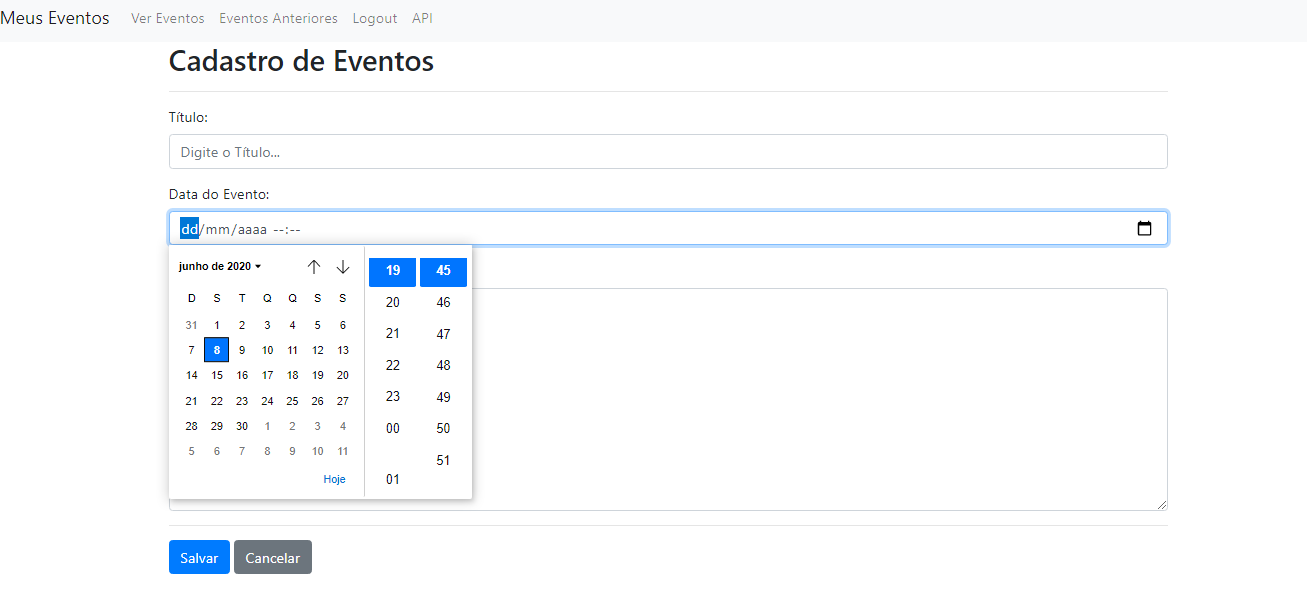 Meus Eventos Ver Eventos Eventos Anteriores Logout API
Cadastro de Eventos
Título:
Digite o Título...
Data do Evento:
dd/mm/aaaa --:--
junho de 2020
D S T Q Q S S
31 1 2 3 4 5 6
7 8 9 10 11 12 13
14 15 16 17 18 19 20
21 22 23 24 25 26 27
28 29 30 1 2 3 4
5 6 7 8 9 10 11
Hoje
19 45
20 46
21 47
22 48
23 49
00 50
51
01
Salvar Cancelar